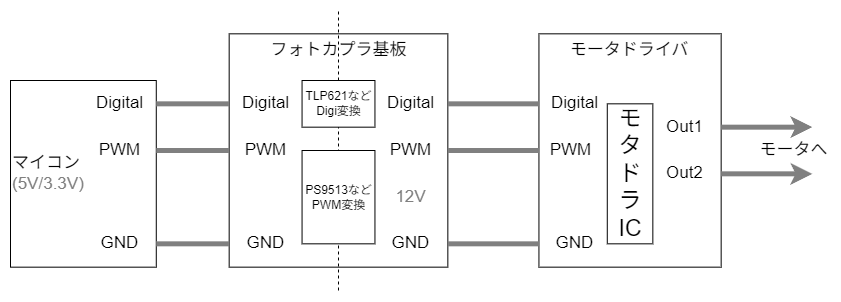 フォトカプラ基板
モータドライバ
Digital
Digital
TLP621など
Digi変換
Digital
Digital
モタドラIC
Out1
マイコン
(5V/3.3V)
PWM
PWM
PS9513など
PWM変換
PWM
12V
PWM
モータへ
Out2
GND
GND
GND
GND